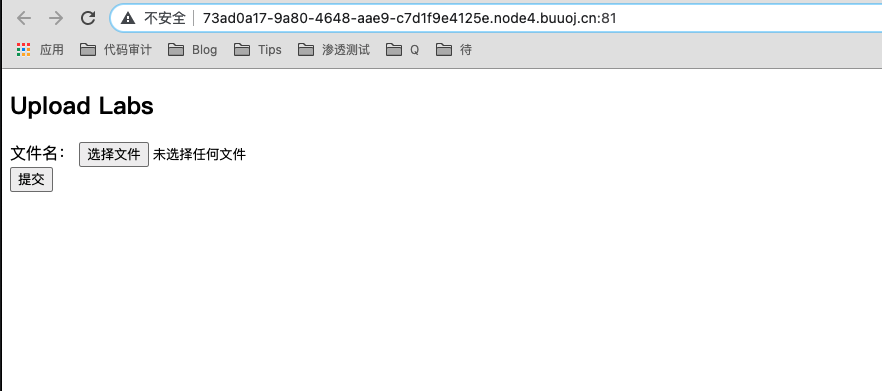 不安全 73ad0a17-9a80-4648-aae9-c7d1f9e4125e.node4.buuoj.cn:81
应用 代码审计 Blog Tips 渗透测试 Q 待
Upload Labs
文件名： 选择文件 未选择任何文件
提交